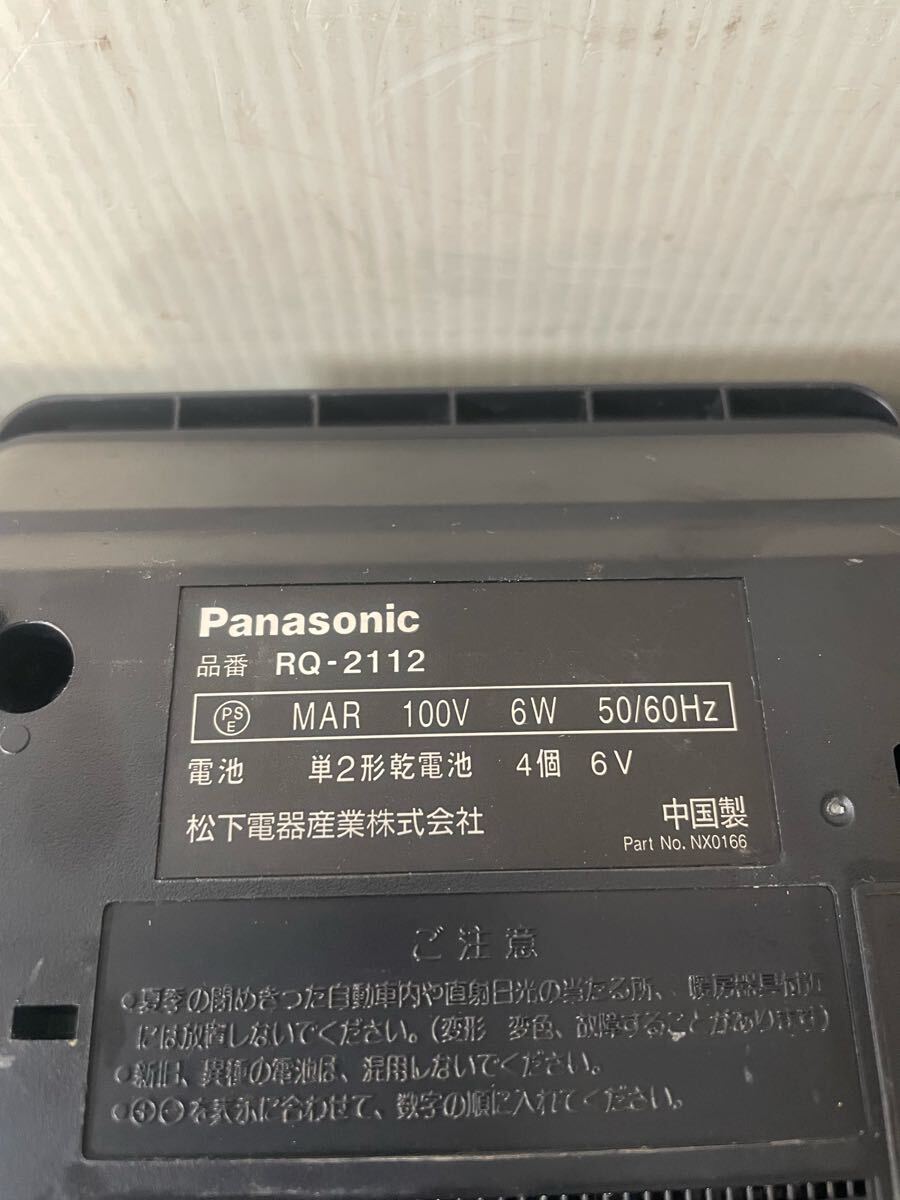 Panasonic
品番 RQ-2112
PSE MAR 100V 6W 50/60Hz
電池 単2形乾電池 4個 6V
松下電器産業株式会社
中国製
Part No. NX0166
ご注意
●夏季の閉めきった自動車内や直射日光の当たる所、暖房器具付近
には放置しないでください。(変形 変色、故障することがあります)
●新旧、異種の電池は、混用しないでください。
●⊕⊖を表示に合わせて、数字の順に入れてください。